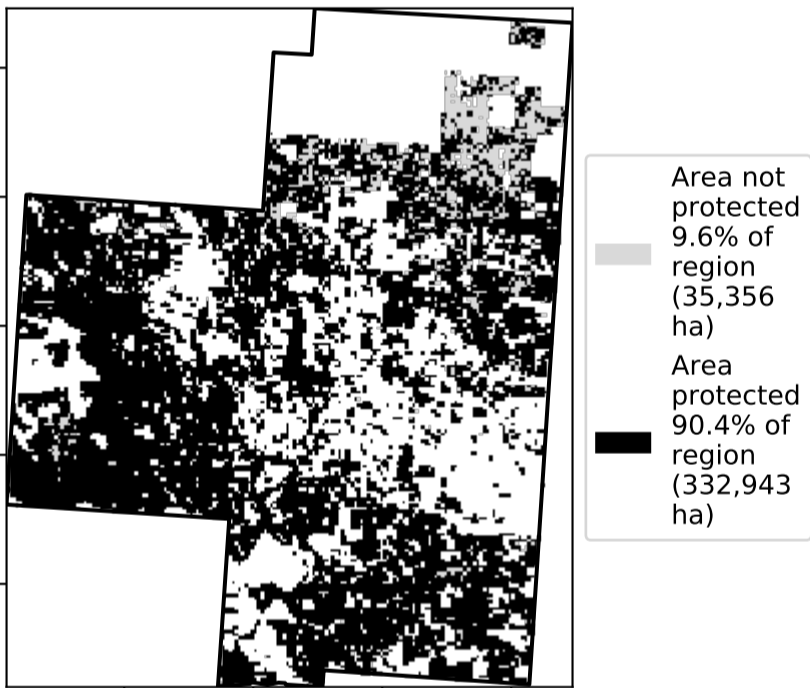 Area not
protected
9.6% of
region
(35,356
ha)
Area
protected
90.4% of
region
(332,943
ha)